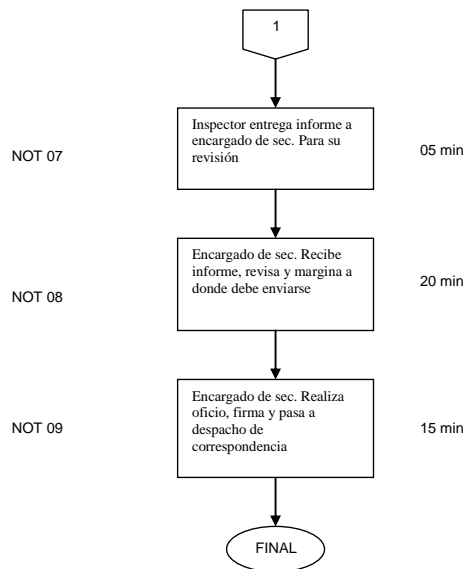 1
Inspector entrega informe a
encargado de sec. Para su
revisión
NOT 07
05 min
Encargado de sec. Recibe
informe, revisa y margina a
donde debe enviarse
NOT 08
20 min
Encargado de sec. Realiza
oficio, firma y pasa a
despacho de
correspondencia
NOT 09
15 min
FINAL